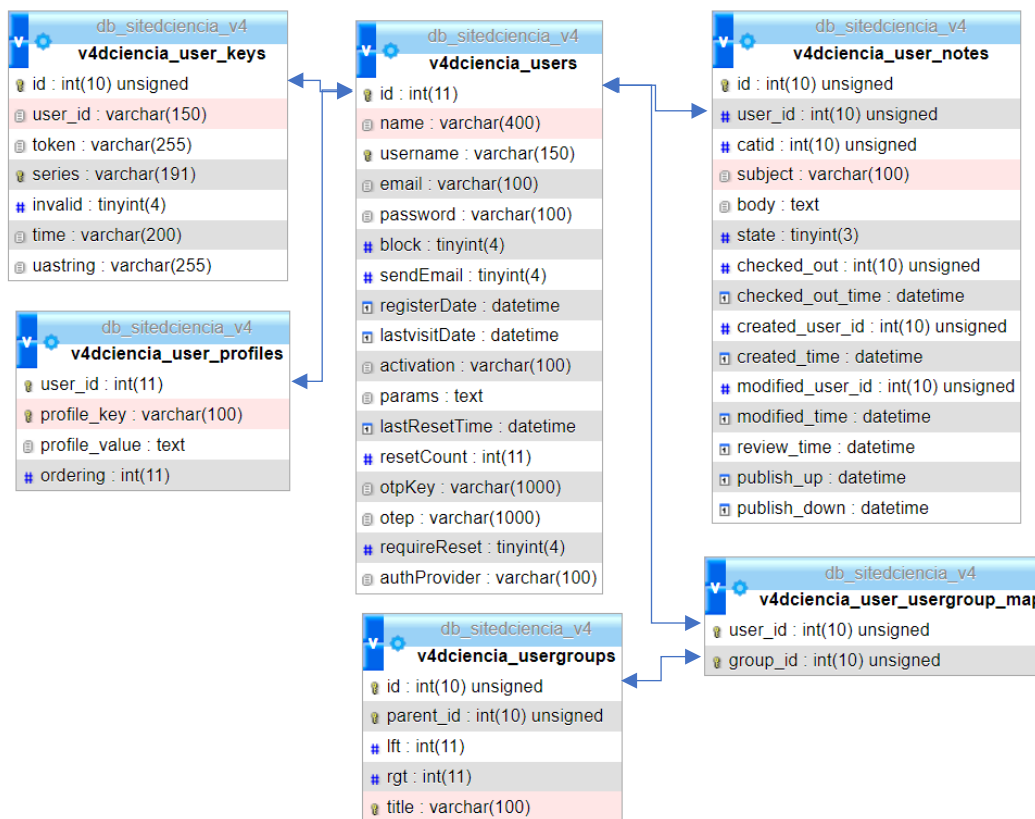 db_sitedciencia_v4
v4dciencia_user_keys
id : int(10) unsigned
user_id : varchar(150)
token : varchar(255)
series : varchar(191)
invalid : tinyint(4)
time : varchar(200)
uastring : varchar(255)
db_sitedciencia_v4
v4dciencia_user_profiles
user_id : int(11)
profile_key : varchar(100)
profile_value : text
ordering : int(11)
db_sitedciencia_v4
v4dciencia_users
id : int(11)
name : varchar(400)
username : varchar(150)
email : varchar(100)
password : varchar(100)
block : tinyint(4)
sendEmail : tinyint(4)
registerDate : datetime
lastvisitDate : datetime
activation : varchar(100)
params : text
lastResetTime : datetime
resetCount : int(11)
otpKey : varchar(1000)
otep : varchar(1000)
requireReset : tinyint(4)
authProvider : varchar(100)
db_sitedciencia_v4
v4dciencia_usergroups
id : int(10) unsigned
parent_id : int(10) unsigned
lft : int(11)
rgt : int(11)
title : varchar(100)
db_sitedciencia_v4
v4dciencia_user_notes
id : int(10) unsigned
user_id : int(10) unsigned
catid : int(10) unsigned
subject : varchar(100)
body : text
state : tinyint(3)
checked_out : int(10) unsigned
checked_out_time : datetime
created_user_id : int(10) unsigned
created_time : datetime
modified_user_id : int(10) unsigned
modified_time : datetime
review_time : datetime
publish_up : datetime
publish_down : datetime
db_sitedciencia_v4
v4dciencia_user_usergroup_map
user_id : int(10) unsigned
group_id : int(10) unsigned